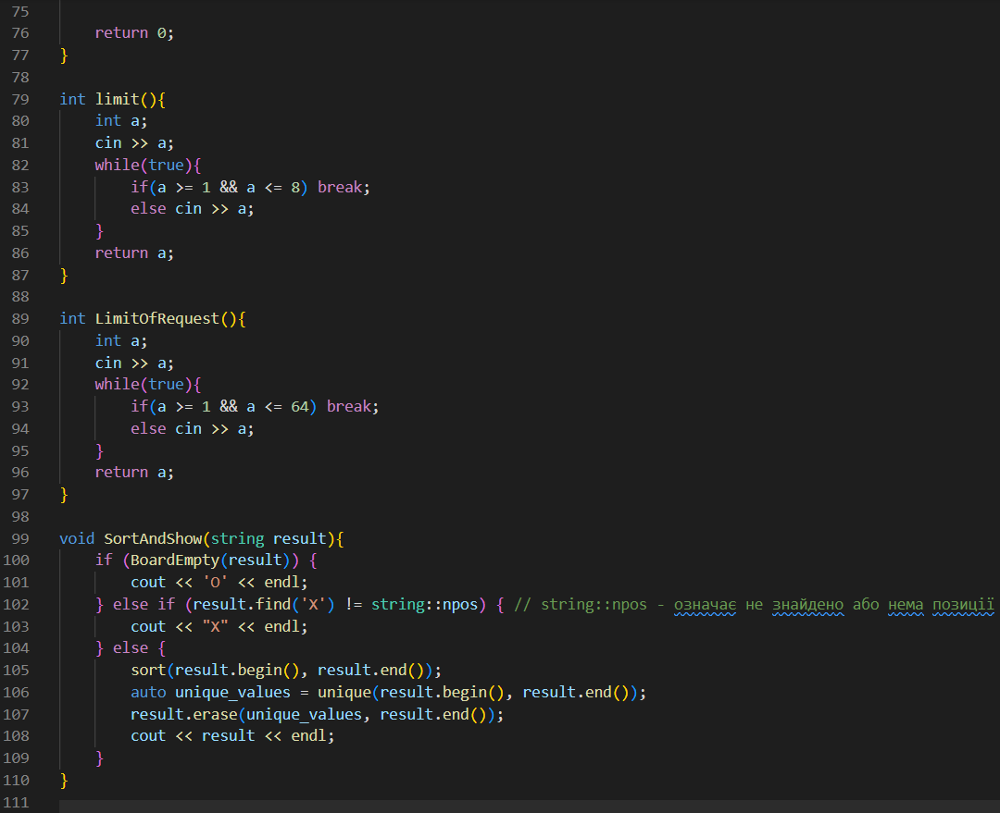 75
76 return 0;
77 }
78
79 int limit(){
80 int a;
81 cin >> a;
82 while(true){
83 if(a >= 1 && a <= 8) break;
84 else cin >> a;
85 }
86 return a;
87 }
88
89 int LimitOfRequest(){
90 int a;
91 cin >> a;
92 while(true){
93 if(a >= 1 && a <= 64) break;
94 else cin >> a;
95 }
96 return a;
97 }
98
99 void SortAndShow(string result){
100 if (BoardEmpty(result)) {
101 cout << 'O' << endl;
102 } else if (result.find('X') != string::npos) { // string::npos - означає не знайдено або нема позиції
103 cout << "X" << endl;
104 } else {
105 sort(result.begin(), result.end());
106 auto unique_values = unique(result.begin(), result.end());
107 result.erase(unique_values, result.end());
108 cout << result << endl;
109 }
110 }
111